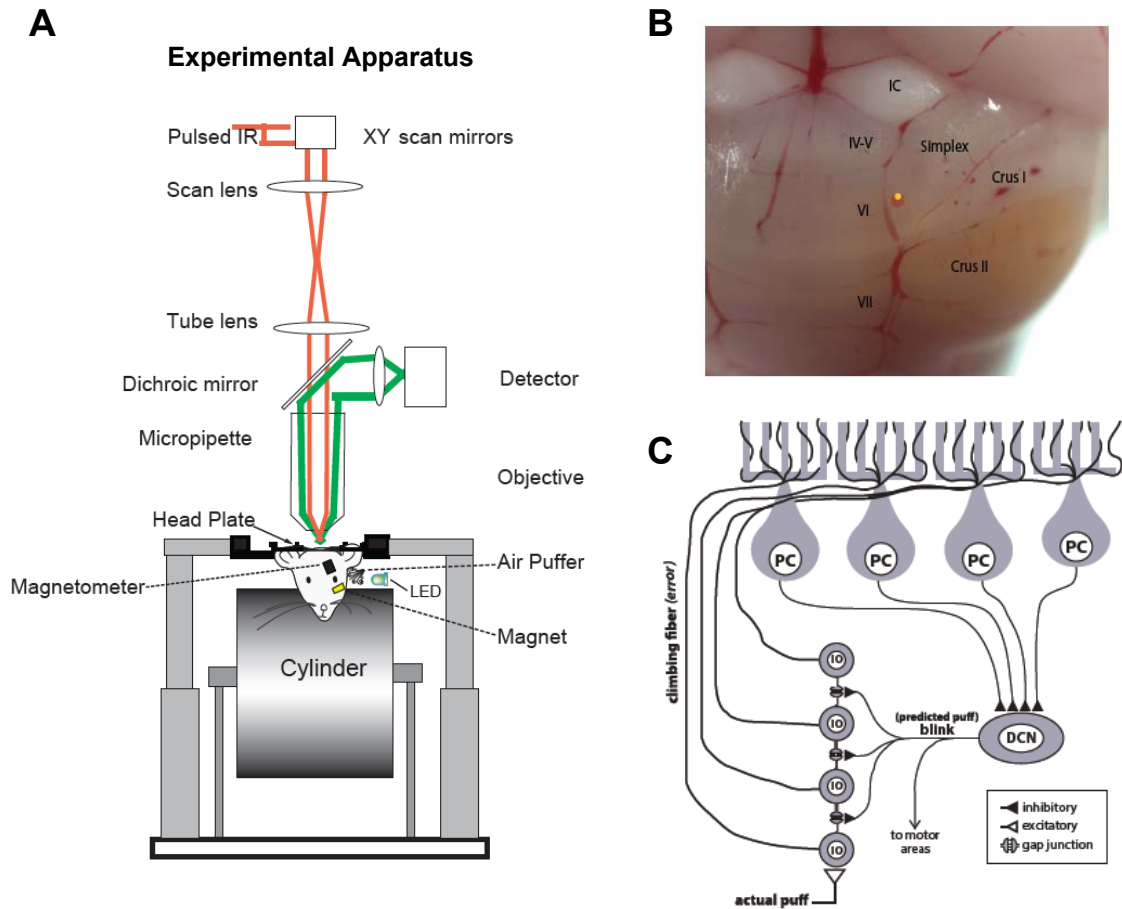 A
Experimental Apparatus
Pulsed IR
XY scan mirrors
Scan lens
Tube lens
Dichroic mirror
Detector
Micropipette
Objective
Head Plate
Air Puffer
Magnetometer
LED
Magnet
Cylinder
B
IC
IV-V
Simplex
Crus I
VI
Crus II
VII
C
PC
PC
PC
PC
climbing fiber (error)
IO
IO
IO
IO
(predicted puff)
blink
DCN
to motor
areas
inhibitory
excitatory
gap junction
actual puff